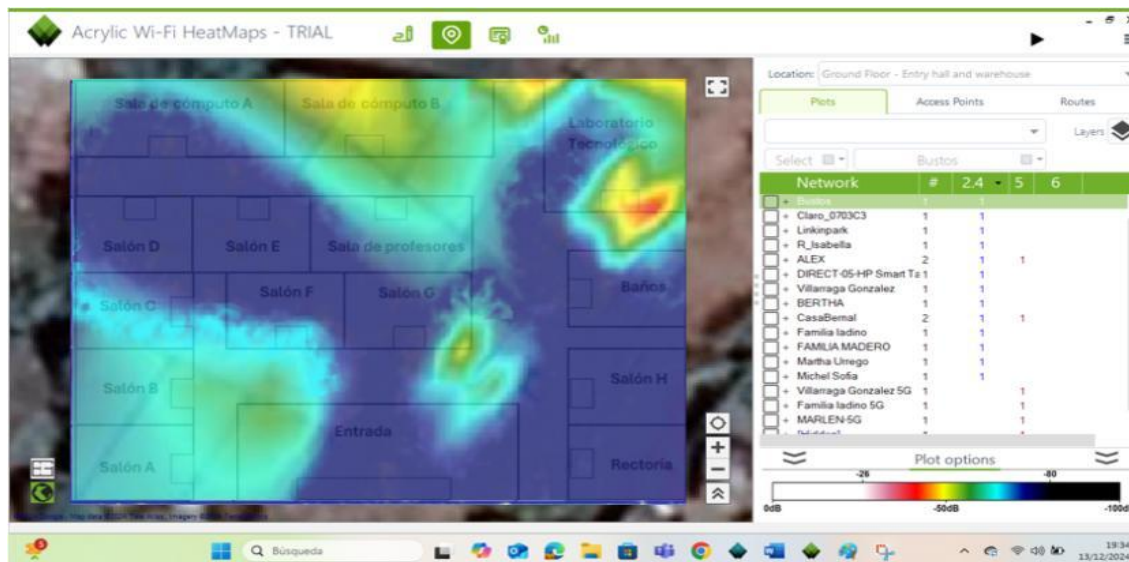 Acrylic Wi-Fi HeatMaps - TRIAL
Location: Ground Floor - Entry hall and warehouse
Plots Access Points Routes
Layers
Select Bustos
Network # 2.4 5 6
Bustos 1 1
Claro_0703C3 1 1
Linkinpark 1 1
R_Isabella 1 1
ALEX 2 1 1
DIRECT-05-HP Smart Ta 1 1
Villarraga Gonzalez 1 1
BERTHA 1 1
CasaBernal 2 1 1
Familia ladino 1 1
FAMILIA MADERO 1 1
Martha Urrego 1 1
Michel Sofia 1 1
Villarraga Gonzalez 5G 1 1
Familia ladino 5G 1 1
MARLEN-5G 1 1
[Hidden] 1 1
Plot options
-26 -80
0dB -50dB -100d
Sala de cómputo A
Sala de cómputo B
Laboratorio
Tecnológico
Salón D
Salón E
Sala de profesores
Salón C
Salón F
Salón G
Baños
Salón B
Salón H
Entrada
Salón A
Rectoría
Búsqueda
19:34
13/12/2024